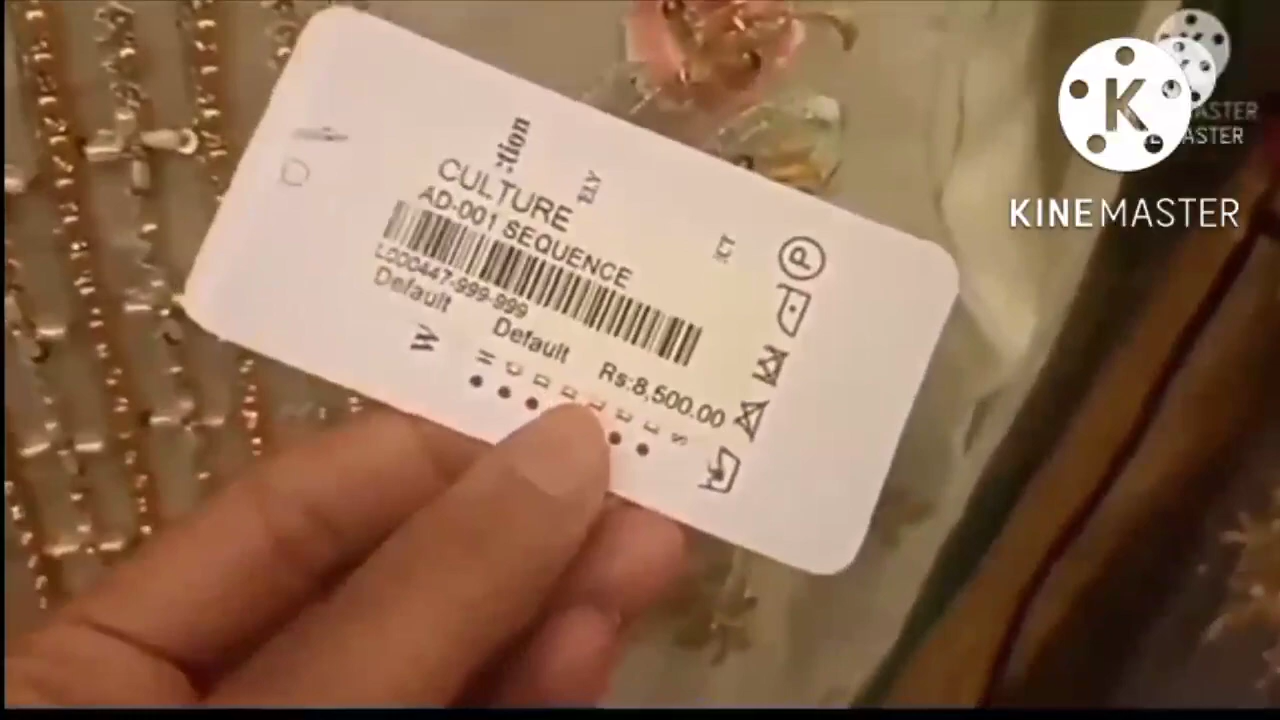 CULTURE
AD-001 SEQUENCE
L000447-999-999
Default
Default
Rs:8,500.00
P
K
KINEMASTER